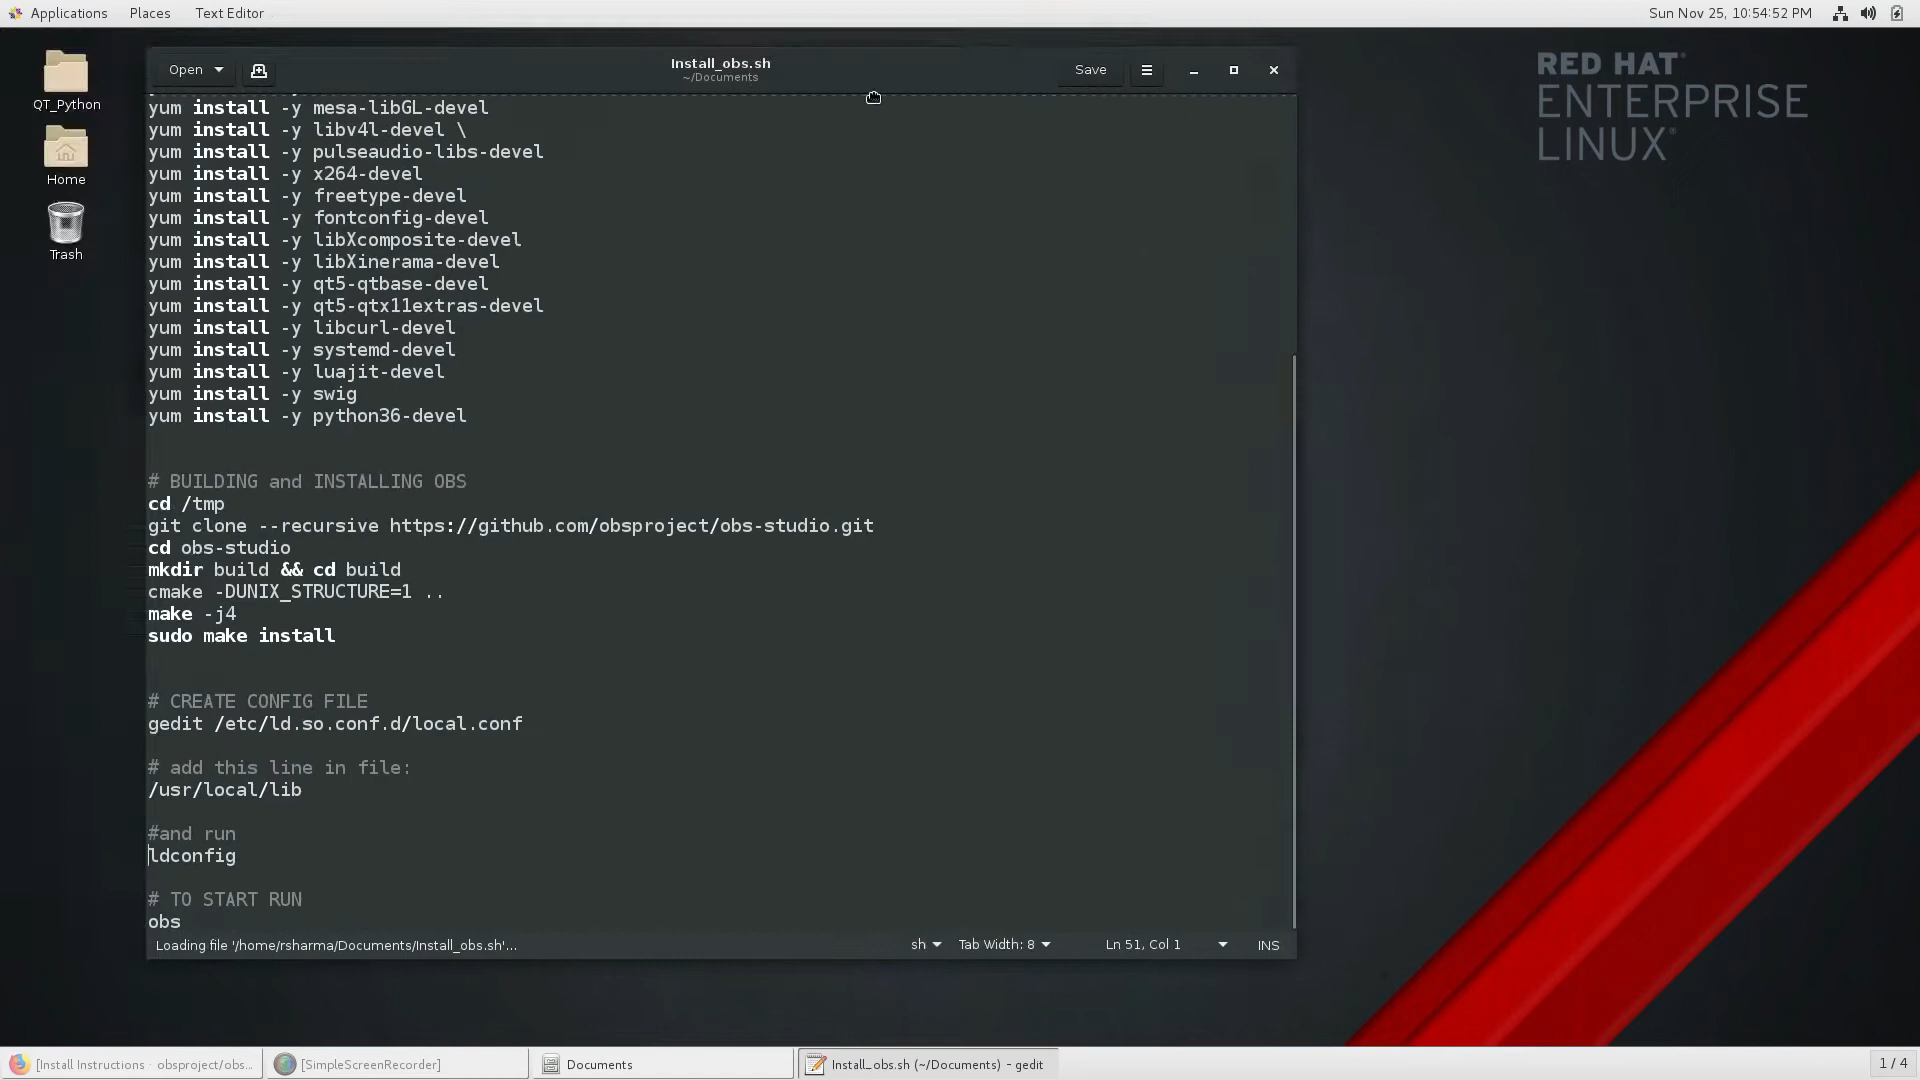 Applications Places Text Editor Sun Nov 25, 10:54:52 PM
Open Install_obs.sh Save
~/Documents
QT_Python
Home
Trash
RED HAT
ENTERPRISE
LINUX
yum install -y mesa-libGL-devel
yum install -y libv4l-devel \
yum install -y pulseaudio-libs-devel
yum install -y x264-devel
yum install -y freetype-devel
yum install -y fontconfig-devel
yum install -y libXcomposite-devel
yum install -y libXinerama-devel
yum install -y qt5-qtbase-devel
yum install -y qt5-qtx11extras-devel
yum install -y libcurl-devel
yum install -y systemd-devel
yum install -y luajit-devel
yum install -y swig
yum install -y python36-devel
# BUILDING and INSTALLING OBS
cd /tmp
git clone --recursive https://github.com/obsproject/obs-studio.git
cd obs-studio
mkdir build && cd build
cmake -DUNIX_STRUCTURE=1 ..
make -j4
sudo make install
# CREATE CONFIG FILE
gedit /etc/ld.so.conf.d/local.conf
# add this line in file:
/usr/local/lib
#and run
ldconfig
# TO START RUN
obs
Loading file '/home/rsharma/Documents/Install_obs.sh'... sh Tab Width: 8 Ln 51, Col 1 INS
[Install Instructions · obsproject/obs... [SimpleScreenRecorder] Documents Install_obs.sh (~/Documents) - gedit 1 / 4